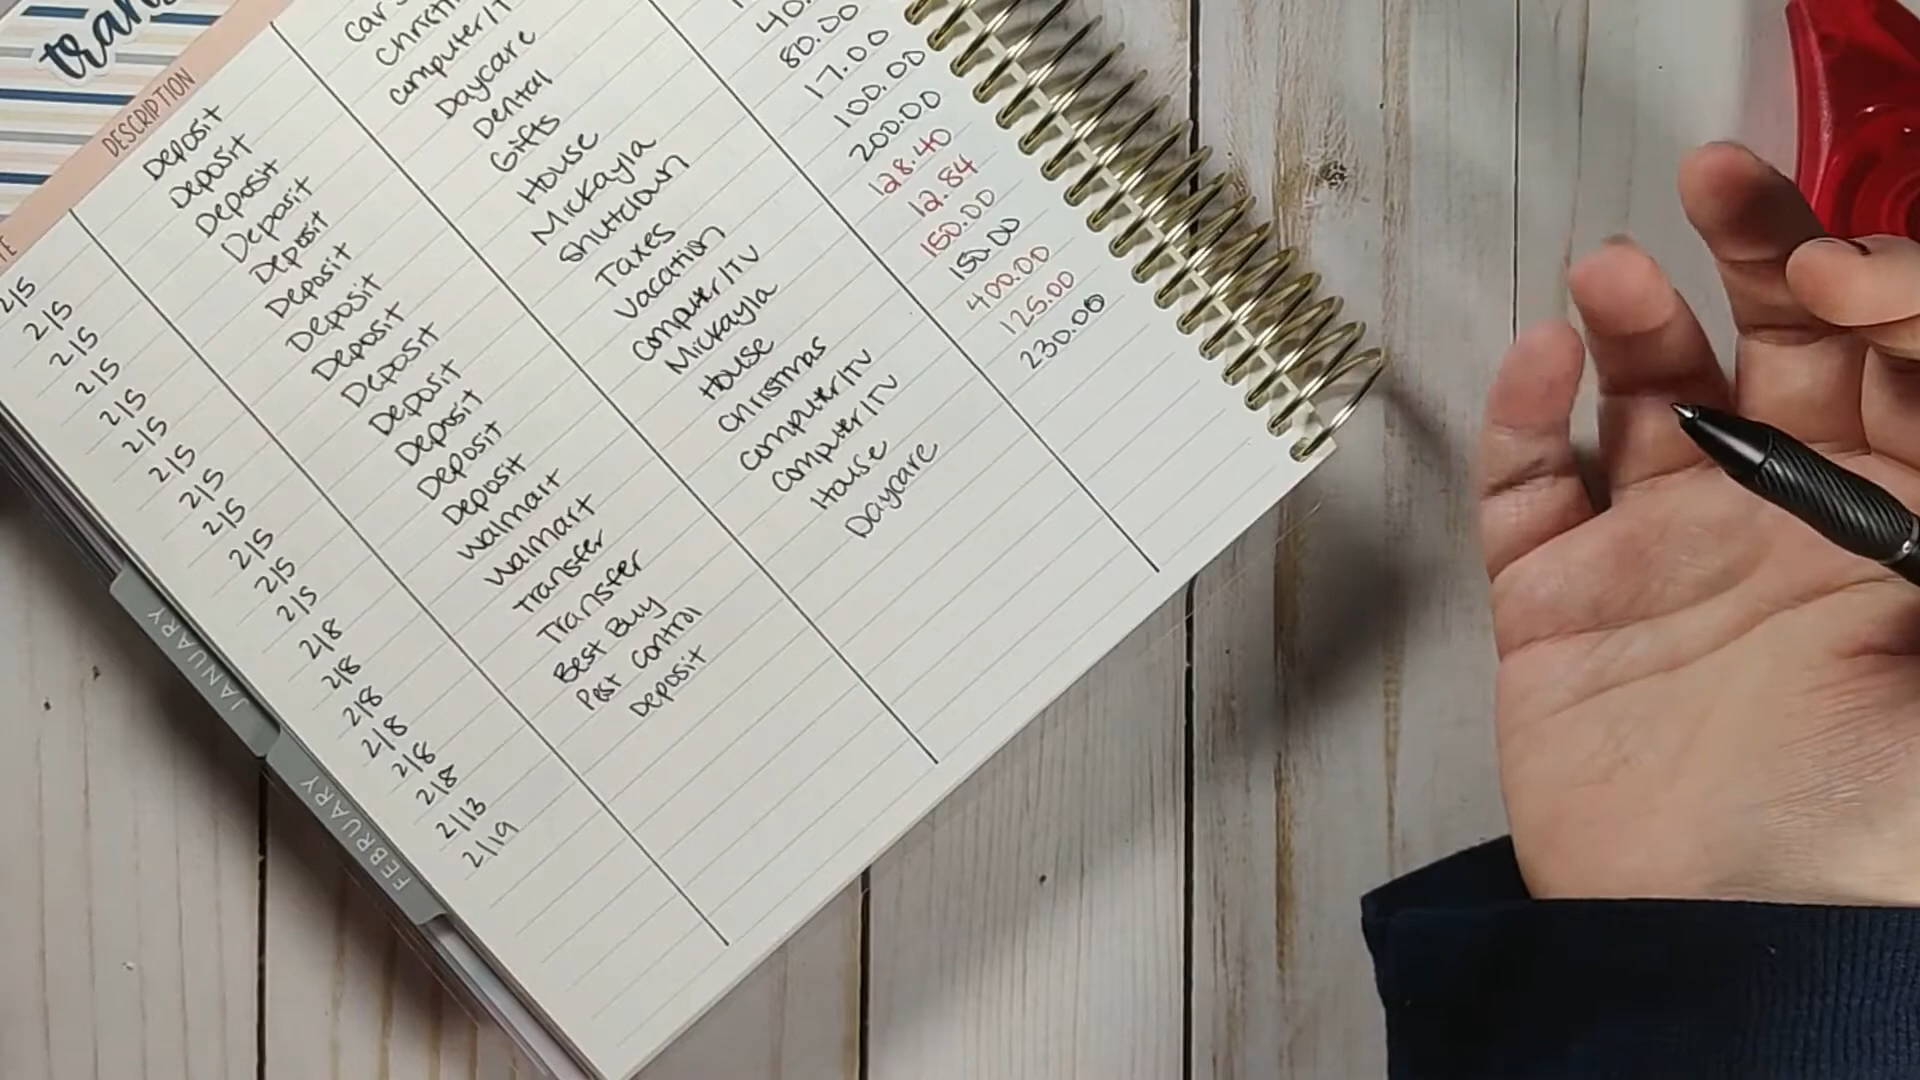 tran
DESCRIPTION
2/5 Deposit
2/5 Deposit Car
2/5 Deposit
2/5 Deposit Computer/T
2/5 Deposit Daycare
2/5 Deposit Dental
2/5 Deposit Gifts
2/5 Deposit House
2/5 Deposit Mickayla 40.
2/5 Deposit Shutdown 80.00
2/5 Deposit Taxes 17.00
2/5 Deposit Vacation 100.00
2/8 Deposit Computer/TV 200.00
2/8 Walmart Mickayla 128.40
2/8 Walmart House 12.84
2/8 Transfer Christmas 150.00
2/8 Transfer Computer/TV 150.00
2/8 Best Buy Computer/TV 400.00
2/13 Pest control House 125.00
2/19 Deposit Daycare 230.00
JANUARY
FEBRUARY